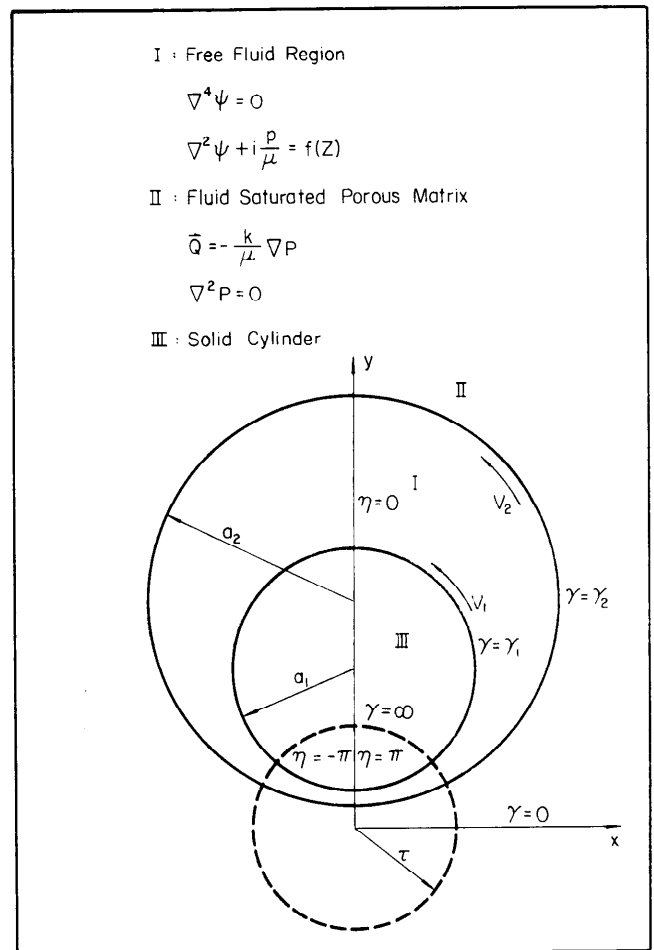 I : Free Fluid Region
∇⁴ψ = 0
∇²ψ + i p/μ = f(Z)
II : Fluid Saturated Porous Matrix
Q̄ = - k/μ ∇P
∇²P = 0
III : Solid Cylinder
y
II
I
η = 0
V₂
a₂
V₁
γ = γ₂
III
γ = γ₁
a₁
γ = ∞
η = -π
η = π
γ = 0
x
τ